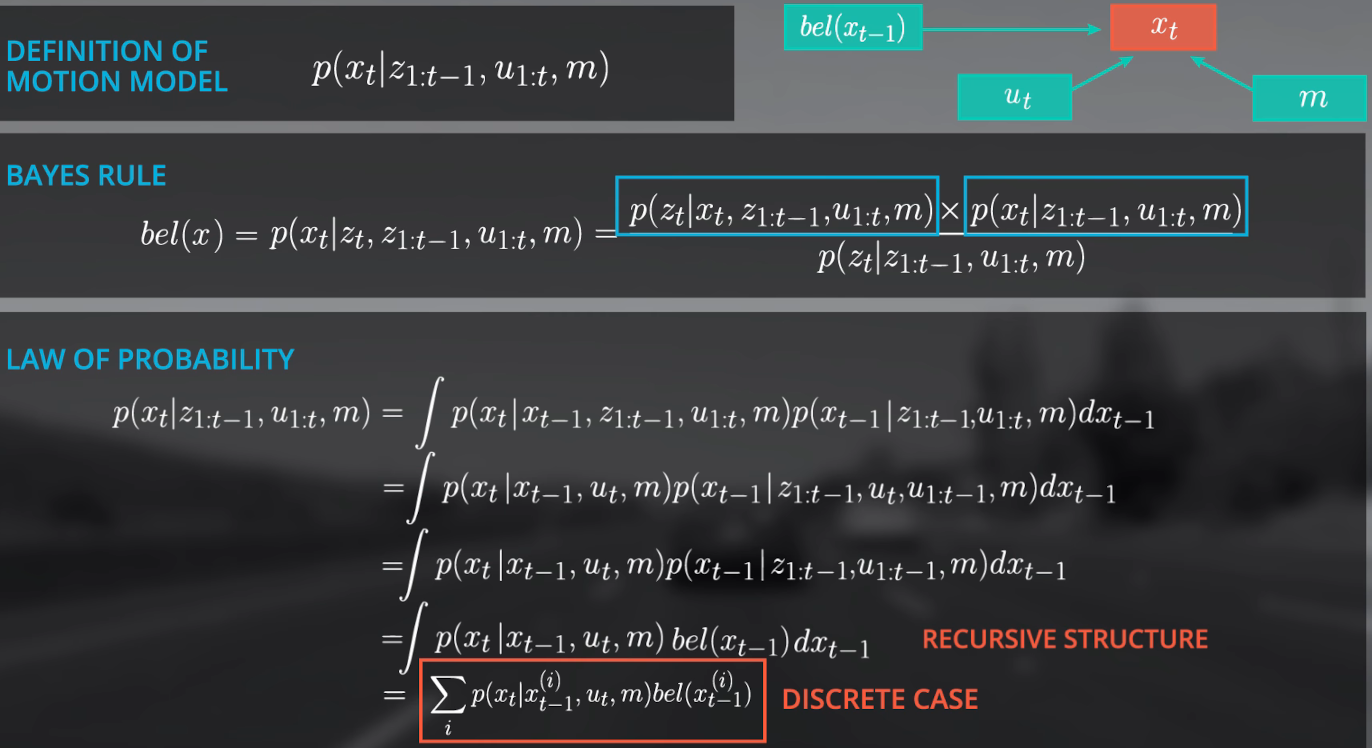 DEFINITION OF
MOTION MODEL
p(x_t|z_{1:t−1}, u_{1:t}, m)
bel(x_{t−1})
x_t
u_t
m
BAYES RULE
bel(x) = p(x_t|z_t, z_{1:t−1}, u_{1:t}, m) = \frac{p(z_t|x_t, z_{1:t−1},u_{1:t},m) × p(x_t|z_{1:t−1}, u_{1:t}, m)}{p(z_t|z_{1:t−1}, u_{1:t}, m)}
LAW OF PROBABILITY
p(x_t|z_{1:t−1}, u_{1:t}, m) = ∫ p(x_t|x_{t−1}, z_{1:t−1}, u_{1:t}, m)p(x_{t−1}|z_{1:t−1},u_{1:t}, m)dx_{t−1}
= ∫ p(x_t|x_{t−1}, u_t, m)p(x_{t−1}|z_{1:t−1}, u_t,u_{1:t−1}, m)dx_{t−1}
= ∫ p(x_t|x_{t−1}, u_t, m)p(x_{t−1}|z_{1:t−1},u_{1:t−1}, m)dx_{t−1}
= ∫ p(x_t|x_{t−1}, u_t, m) bel(x_{t−1})dx_{t−1} RECURSIVE STRUCTURE
= ∑_i p(x_t|x_{t−1}^{(i)}, u_t, m)bel(x_{t−1}^{(i)}) DISCRETE CASE